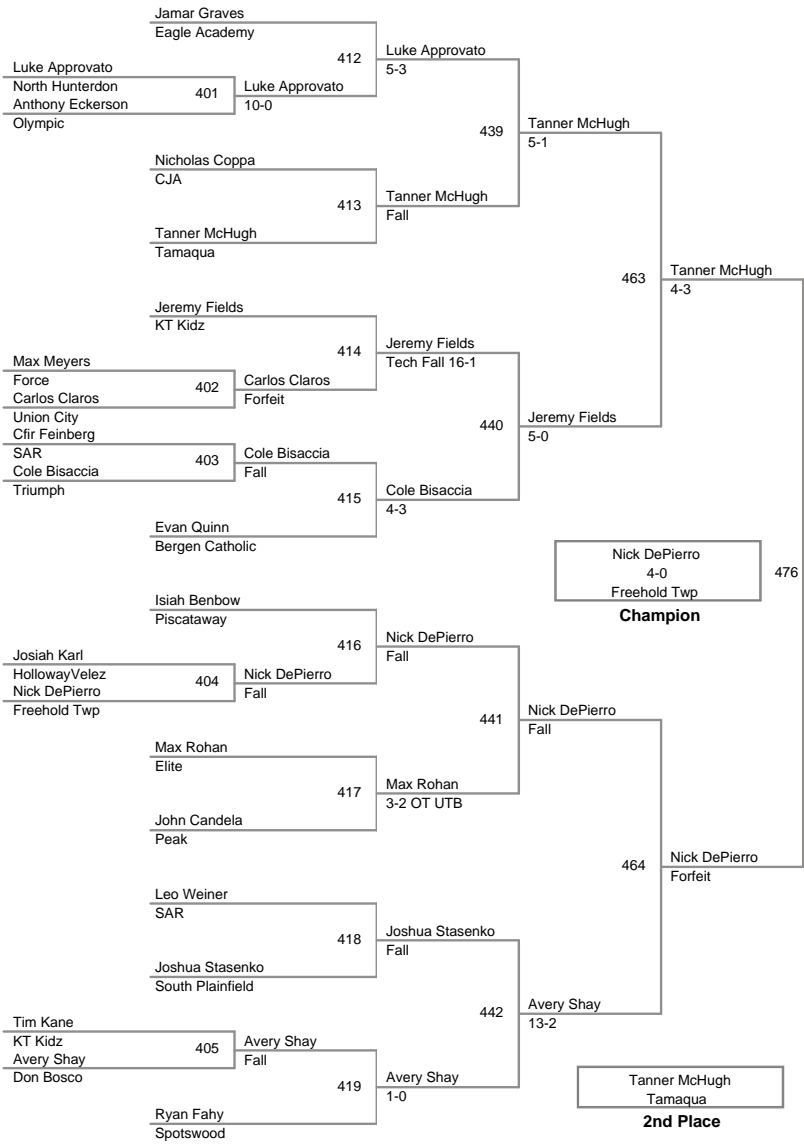 Jamar Graves
Eagle Academy
412
Luke Approvato
5-3
Luke Approvato
North Hunterdon
401
Luke Approvato
10-0
Anthony Eckerson
Olympic
439
Tanner McHugh
5-1
Nicholas Coppa
CJA
413
Tanner McHugh
Fall
Tanner McHugh
Tamaqua
463
Tanner McHugh
4-3
Jeremy Fields
KT Kidz
414
Jeremy Fields
Tech Fall 16-1
Max Meyers
Force
402
Carlos Claros
Forfeit
Carlos Claros
Union City
440
Jeremy Fields
5-0
Cfir Feinberg
SAR
403
Cole Bisaccia
Fall
Cole Bisaccia
Triumph
415
Cole Bisaccia
4-3
Evan Quinn
Bergen Catholic
Nick DePierro
4-0
Freehold Twp
476
Champion
Isiah Benbow
Piscataway
416
Nick DePierro
Fall
Josiah Karl
HollowayVelez
404
Nick DePierro
Fall
Nick DePierro
Freehold Twp
441
Nick DePierro
Fall
Max Rohan
Elite
417
Max Rohan
3-2 OT UTB
John Candela
Peak
464
Nick DePierro
Forfeit
Leo Weiner
SAR
418
Joshua Stasenko
Fall
Joshua Stasenko
South Plainfield
442
Avery Shay
13-2
Tim Kane
KT Kidz
405
Avery Shay
Fall
Avery Shay
Don Bosco
419
Avery Shay
1-0
Ryan Fahy
Spotswood
Tanner McHugh
Tamaqua
2nd Place